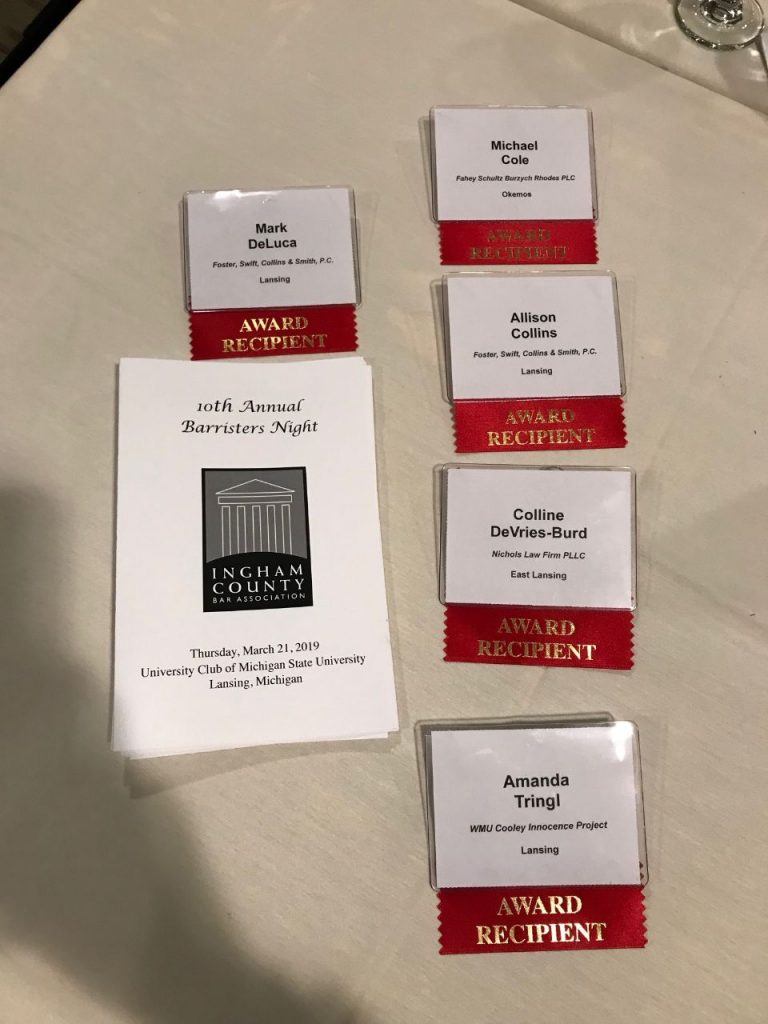 Michael
Cole
Fahey Schultz Burzych Rhodes PLC
Okemos
AWARD
RECIPIENT
Mark
DeLuca
Foster, Swift, Collins & Smith, P.C.
Lansing
AWARD
RECIPIENT
Allison
Collins
Foster, Swift, Collins & Smith, P.C.
Lansing
AWARD
RECIPIENT
10th Annual
Barristers Night
INGHAM
COUNTY
BAR ASSOCIATION
Thursday, March 21, 2019
University Club of Michigan State University
Lansing, Michigan
Colline
DeVries-Burd
Nichols Law Firm PLLC
East Lansing
AWARD
RECIPIENT
Amanda
Tringl
WMU Cooley Innocence Project
Lansing
AWARD
RECIPIENT